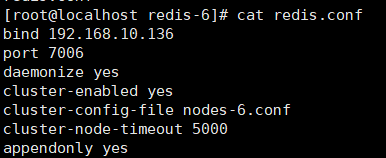 [root@localhost redis-6]# cat redis.conf
bind 192.168.10.136
port 7006
daemonize yes
cluster-enabled yes
cluster-config-file nodes-6.conf
cluster-node-timeout 5000
appendonly yes